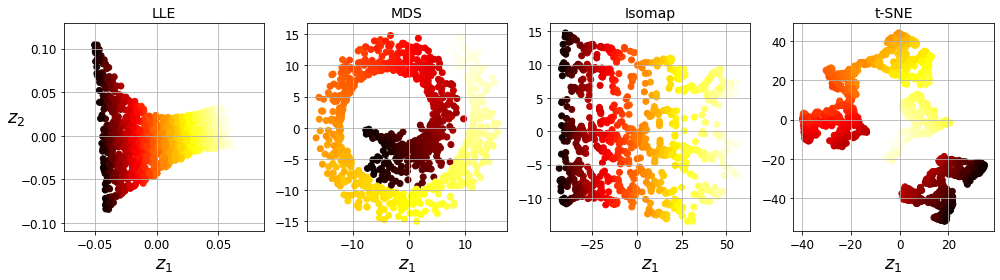 LLE
0.10
0.05
0.00
−0.05
−0.10
z2
−0.05 0.00 0.05
z1
MDS
15
10
5
0
−5
−10
−15
−10 0 10
z1
Isomap
15
10
5
0
−5
−10
−25 0 25 50
z1
t-SNE
40
20
0
−20
−40
−40 −20 0 20
z1